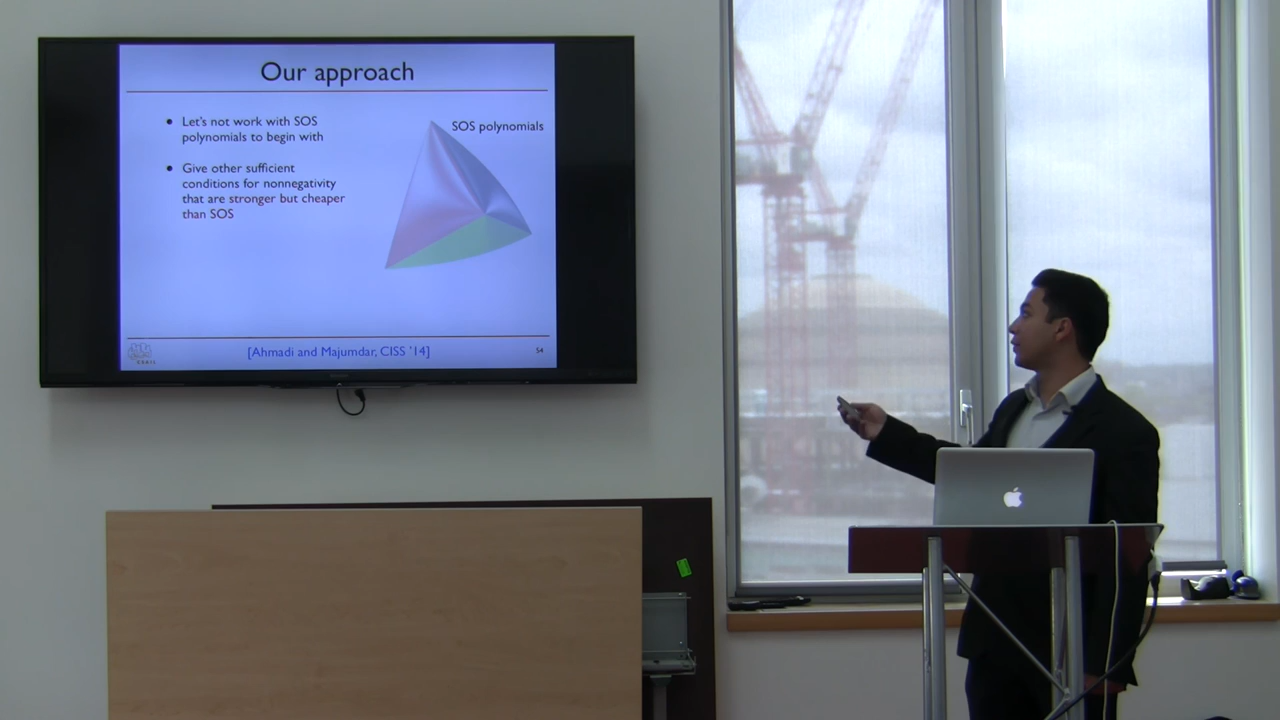 Our approach
• Let's not work with SOS
polynomials to begin with
• Give other sufficient
conditions for nonnegativity
that are stronger but cheaper
than SOS
SOS polynomials
[Ahmadi and Majumdar, CISS '14]
54